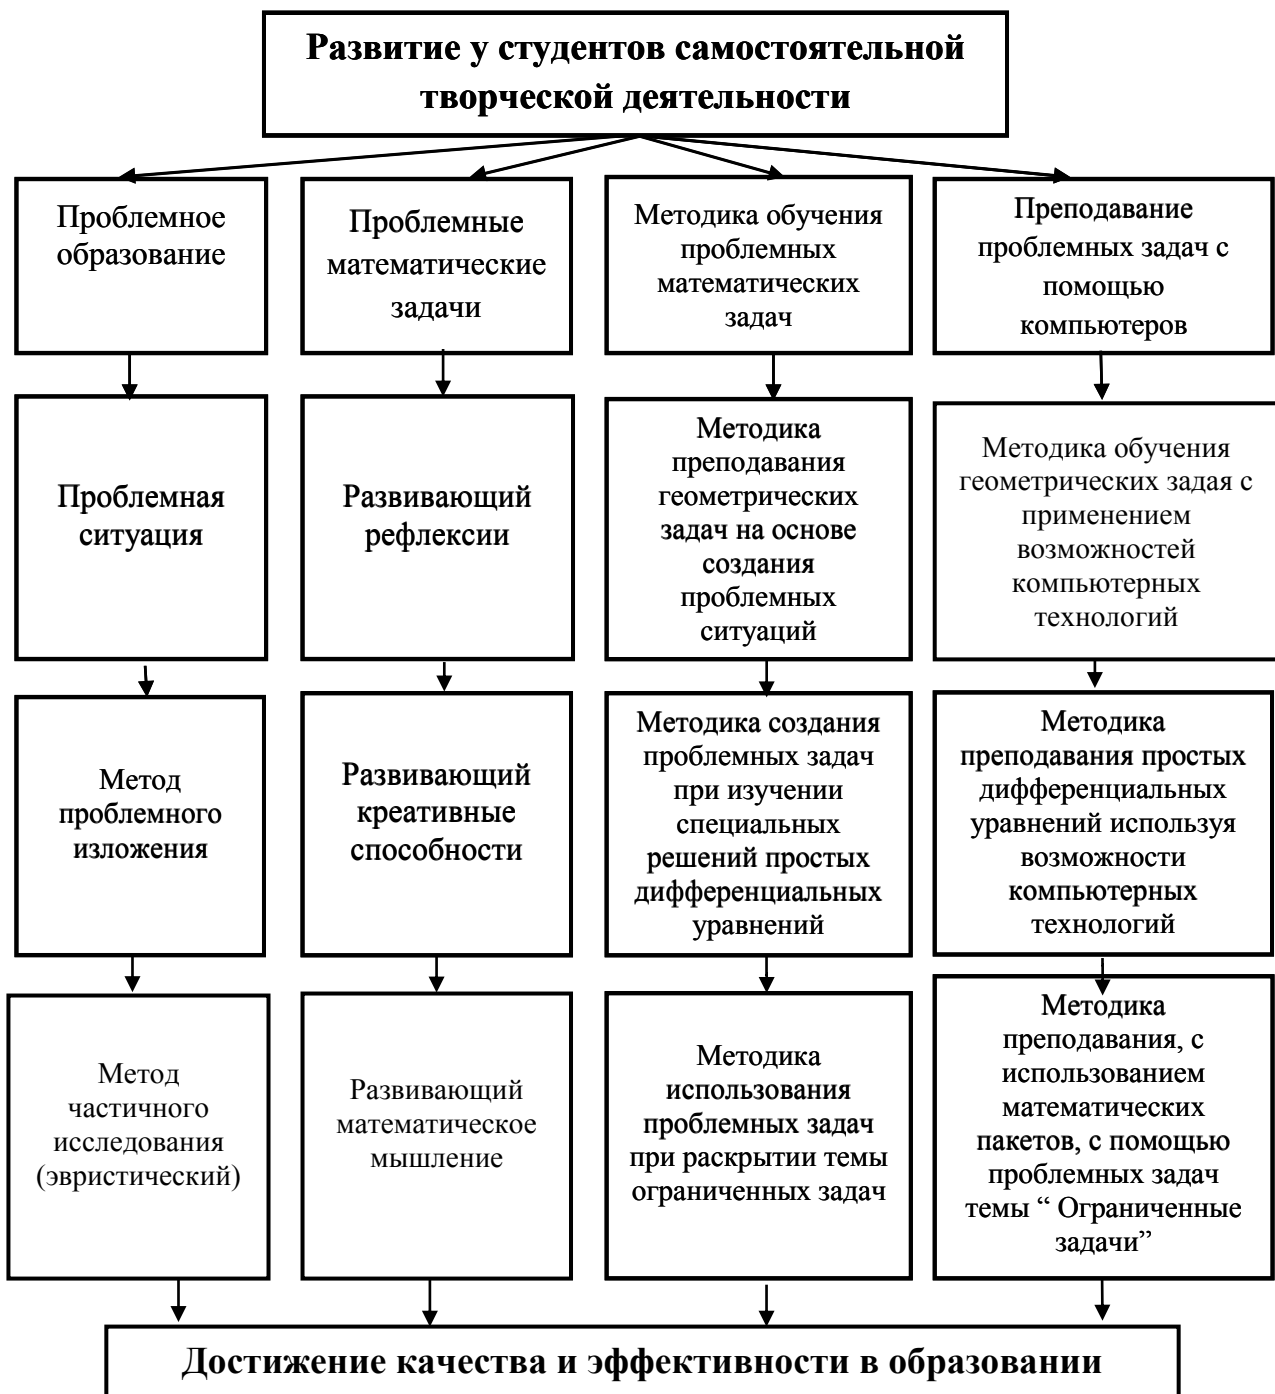 Развитие у студентов самостоятельной
творческой деятельности
Проблемное
образование
Проблемные
математические
задачи
Методика обучения
проблемных
математических
задач
Преподавание
проблемных задач с
помощью
компьютеров
Проблемная
ситуация
Развивающий
рефлексии
Методика
преподавания
геометрических
задач на основе
создания
проблемных
ситуаций
Методика обучения
геометрических задая с
применением
возможностей
компьютерных
технологий
Метод
проблемного
изложения
Развивающий
креативные
способности
Методика создания
проблемных задач
при изучении
специальных
решений простых
дифференциальных
уравнений
Методика
преподавания простых
дифференциальных
уравнений используя
возможности
компьютерных
технологий
Метод
частичного
исследования
(эвристический)
Развивающий
математическое
мышление
Методика
использования
проблемных задач
при раскрытии темы
ограниченных задач
Методика
преподавания, с
использованием
математических
пакетов, с помощью
проблемных задач
темы “ Ограниченные
задачи”
Достижение качества и эффективности в образовании